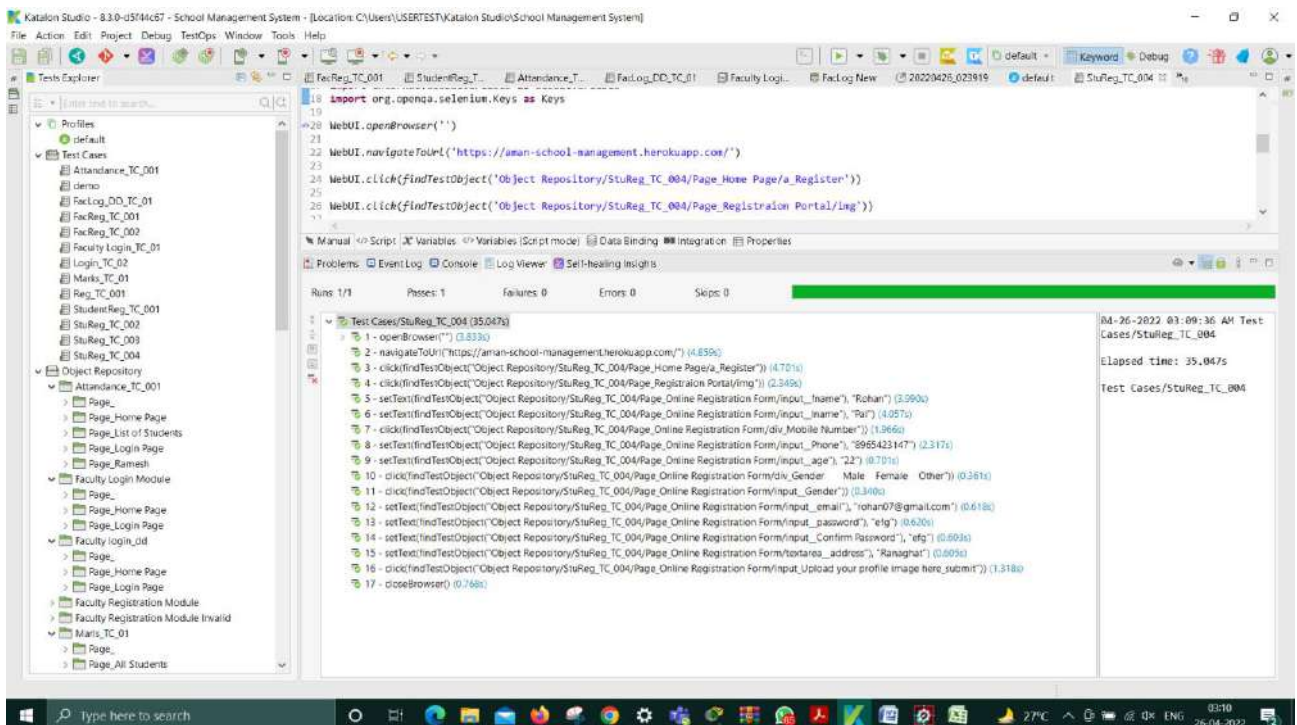 Katalon Studio - 8.3.0-d5f44c67 - School Management System - [Location: C:\Users\USERTEST\Katalon Studio\School Management System]
File Action Edit Project Debug TestOps Window Tools Help
default
Keyword
Debug
Tests Explorer
FacReg_TC_001
StudentReg_T...
Attendance_T...
FacLog_DD_TC_01
Faculty Logi...
FacLog New
20220426_023919
default
StuReg_TC_004
Enter text to search...
Profiles
default
Test Cases
Attandance_TC_001
demo
FacLog_DD_TC_01
FacReg_TC_001
FacReg_TC_002
Faculty Login_TC_01
Login_TC_02
Marks_TC_01
Reg_TC_001
StudentReg_TC_001
StuReg_TC_002
StuReg_TC_003
StuReg_TC_004
Object Repository
Attandance_TC_001
Page_
Page_Home Page
Page_List of Students
Page_Login Page
Page_Ramesh
Faculty Login Module
Page_
Page_Home Page
Page_Login Page
Faculty login_dd
Page_
Page_Home Page
Page_Login Page
Faculty Registration Module
Faculty Registration Module Invalid
Maris_TC_01
Page_
Page_All Students
18 import org.openqa.selenium.Keys as Keys
19
20 WebUI.openBrowser('')
21
22 WebUI.navigateToUrl('https://aman-school-management.herokuapp.com/')
23
24 WebUI.click(findTestObject('Object Repository/StuReg_TC_004/Page_Home Page/a_Register'))
25
26 WebUI.click(findTestObject('Object Repository/StuReg_TC_004/Page_Registraion Portal/img'))
Manual Script Variables Variables (Script mode) Data Binding Integration Properties
Problems Event Log Console Log Viewer Self-healing Insights
Runs: 1/1 Passes: 1 Failures: 0 Errors: 0 Skips: 0
Test Cases/StuReg_TC_004 (35.047s)
1 - openBrowser("") (3.833s)
2 - navigateToUrl("https://aman-school-management.herokuapp.com/") (4.859s)
3 - click(findTestObject("Object Repository/StuReg_TC_004/Page_Home Page/a_Register")) (4.701s)
4 - click(findTestObject("Object Repository/StuReg_TC_004/Page_Registraion Portal/img")) (2.349s)
5 - setText(findTestObject("Object Repository/StuReg_TC_004/Page_Online Registration Form/input__fname"), "Rohan") (3.990s)
6 - setText(findTestObject("Object Repository/StuReg_TC_004/Page_Online Registration Form/input__lname"), "Pal") (4.057s)
7 - click(findTestObject("Object Repository/StuReg_TC_004/Page_Online Registration Form/div_Mobile Number")) (1.966s)
8 - setText(findTestObject("Object Repository/StuReg_TC_004/Page_Online Registration Form/input__Phone"), "8965423147") (2.317s)
9 - setText(findTestObject("Object Repository/StuReg_TC_004/Page_Online Registration Form/input__age"), "22") (0.701s)
10 - click(findTestObject("Object Repository/StuReg_TC_004/Page_Online Registration Form/div_Gender Male Female Other")) (0.361s)
11 - click(findTestObject("Object Repository/StuReg_TC_004/Page_Online Registration Form/input__Gender")) (0.340s)
12 - setText(findTestObject("Object Repository/StuReg_TC_004/Page_Online Registration Form/input__email"), "rohan07@gmail.com") (0.618s)
13 - setText(findTestObject("Object Repository/StuReg_TC_004/Page_Online Registration Form/input__password"), "efg") (0.620s)
14 - setText(findTestObject("Object Repository/StuReg_TC_004/Page_Online Registration Form/input__Confirm Password"), "efg") (0.603s)
15 - setText(findTestObject("Object Repository/StuReg_TC_004/Page_Online Registration Form/textarea__address"), "Ranaghat") (0.605s)
16 - click(findTestObject("Object Repository/StuReg_TC_004/Page_Online Registration Form/input_Upload your profile image here_submit")) (1.318s)
17 - closeBrowser() (0.768s)
04-26-2022 03:09:36 AM Test
Cases/StuReg_TC_004
Elapsed time: 35.047s
Test Cases/StuReg_TC_004
Type here to search
27°C
ENG
03:10
26-04-2022